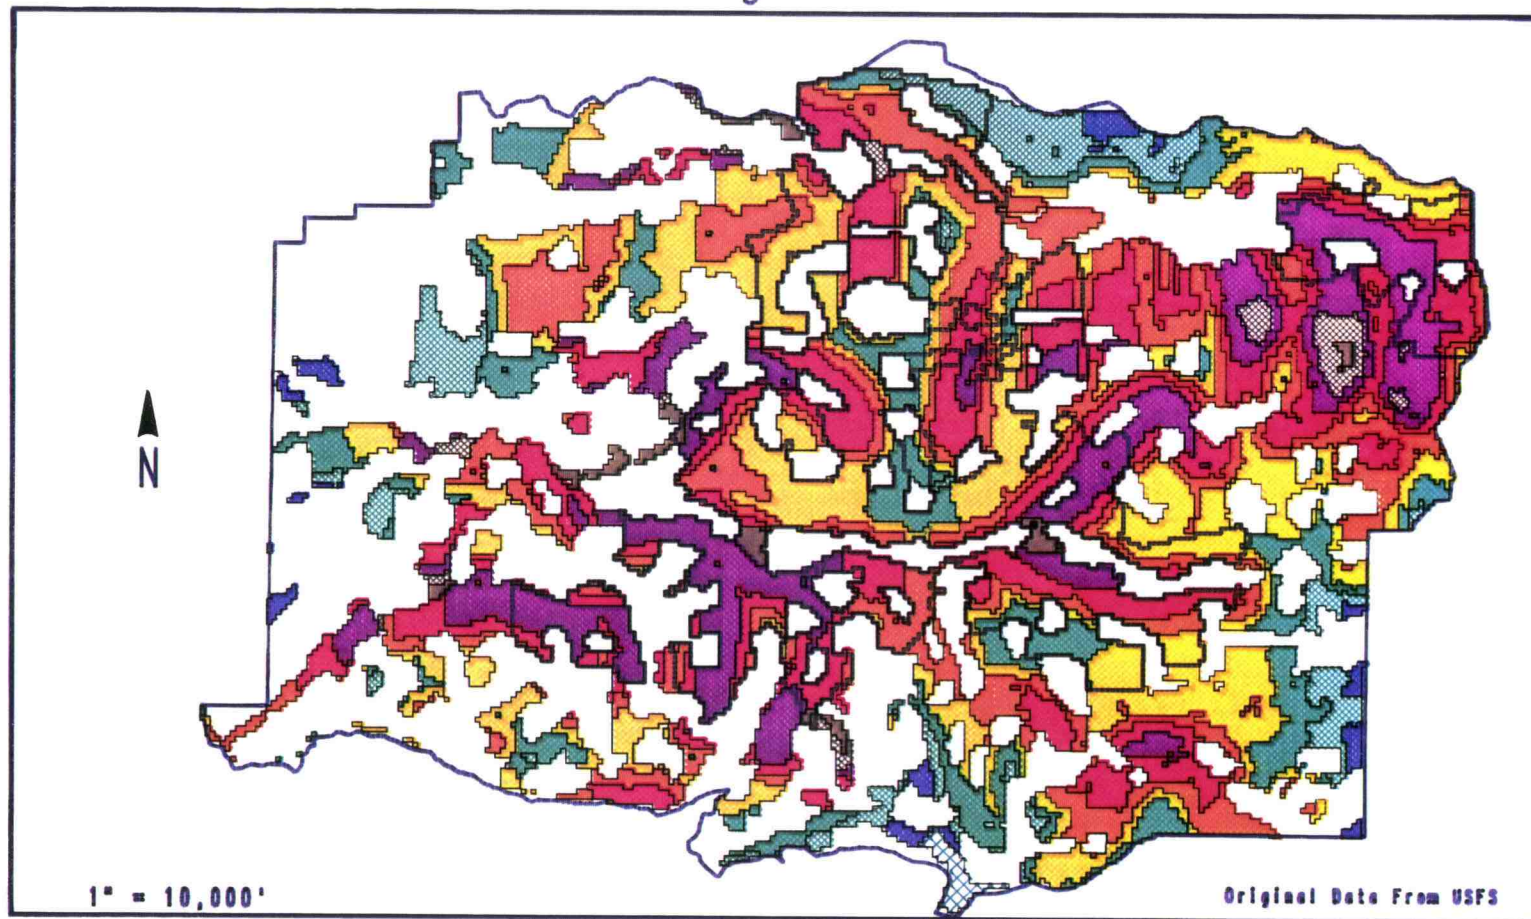 N
1" = 10,000'
Original Data From USFS